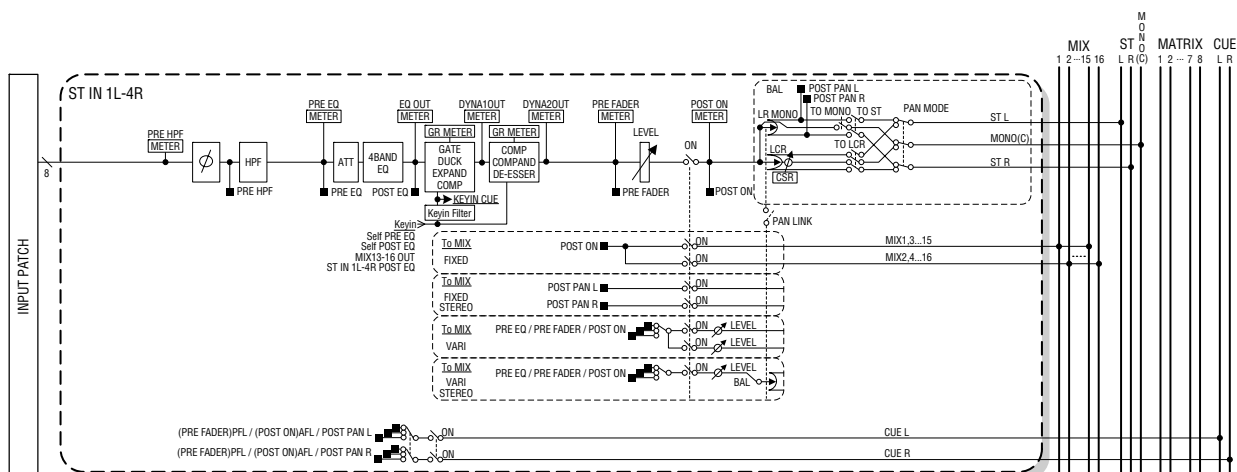 MIX
ST
MONO(C)
MATRIX
CUE
1 2 ··· 15 16
L R
1 2 ··· 7 8
L R
INPUT PATCH
8
ST IN 1L-4R
PRE HPF
METER
ø
PRE HPF
HPF
PRE EQ
METER
PRE EQ
ATT
4BAND
EQ
EQ OUT
METER
POST EQ
DYNA1OUT
METER
GR METER
GATE
DUCK
EXPAND
COMP
KEYIN CUE
Keyin Filter
DYNA2OUT
METER
GR METER
COMP
COMPAND
DE-ESSER
PRE FADER
METER
LEVEL
PRE FADER
ON
POST ON
METER
POST ON
BAL
POST PAN L
POST PAN R
LR MONO
TO MONO
TO ST
PAN MODE
LCR
TO LCR
CSR
ST L
MONO(C)
ST R
PAN LINK
Keyin
Self PRE EQ
Self POST EQ
MIX13-16 OUT
ST IN 1L-4R POST EQ
To MIX
FIXED
POST ON
ON
ON
MIX1,3...15
MIX2,4...16
To MIX
FIXED
STEREO
POST PAN L
ON
POST PAN R
ON
To MIX
VARI
PRE EQ / PRE FADER / POST ON
ON
LEVEL
ON
LEVEL
To MIX
VARI
STEREO
PRE EQ / PRE FADER / POST ON
ON
LEVEL
BAL
(PRE FADER)PFL / (POST ON)AFL / POST PAN L
ON
CUE L
(PRE FADER)PFL / (POST ON)AFL / POST PAN R
ON
CUE R